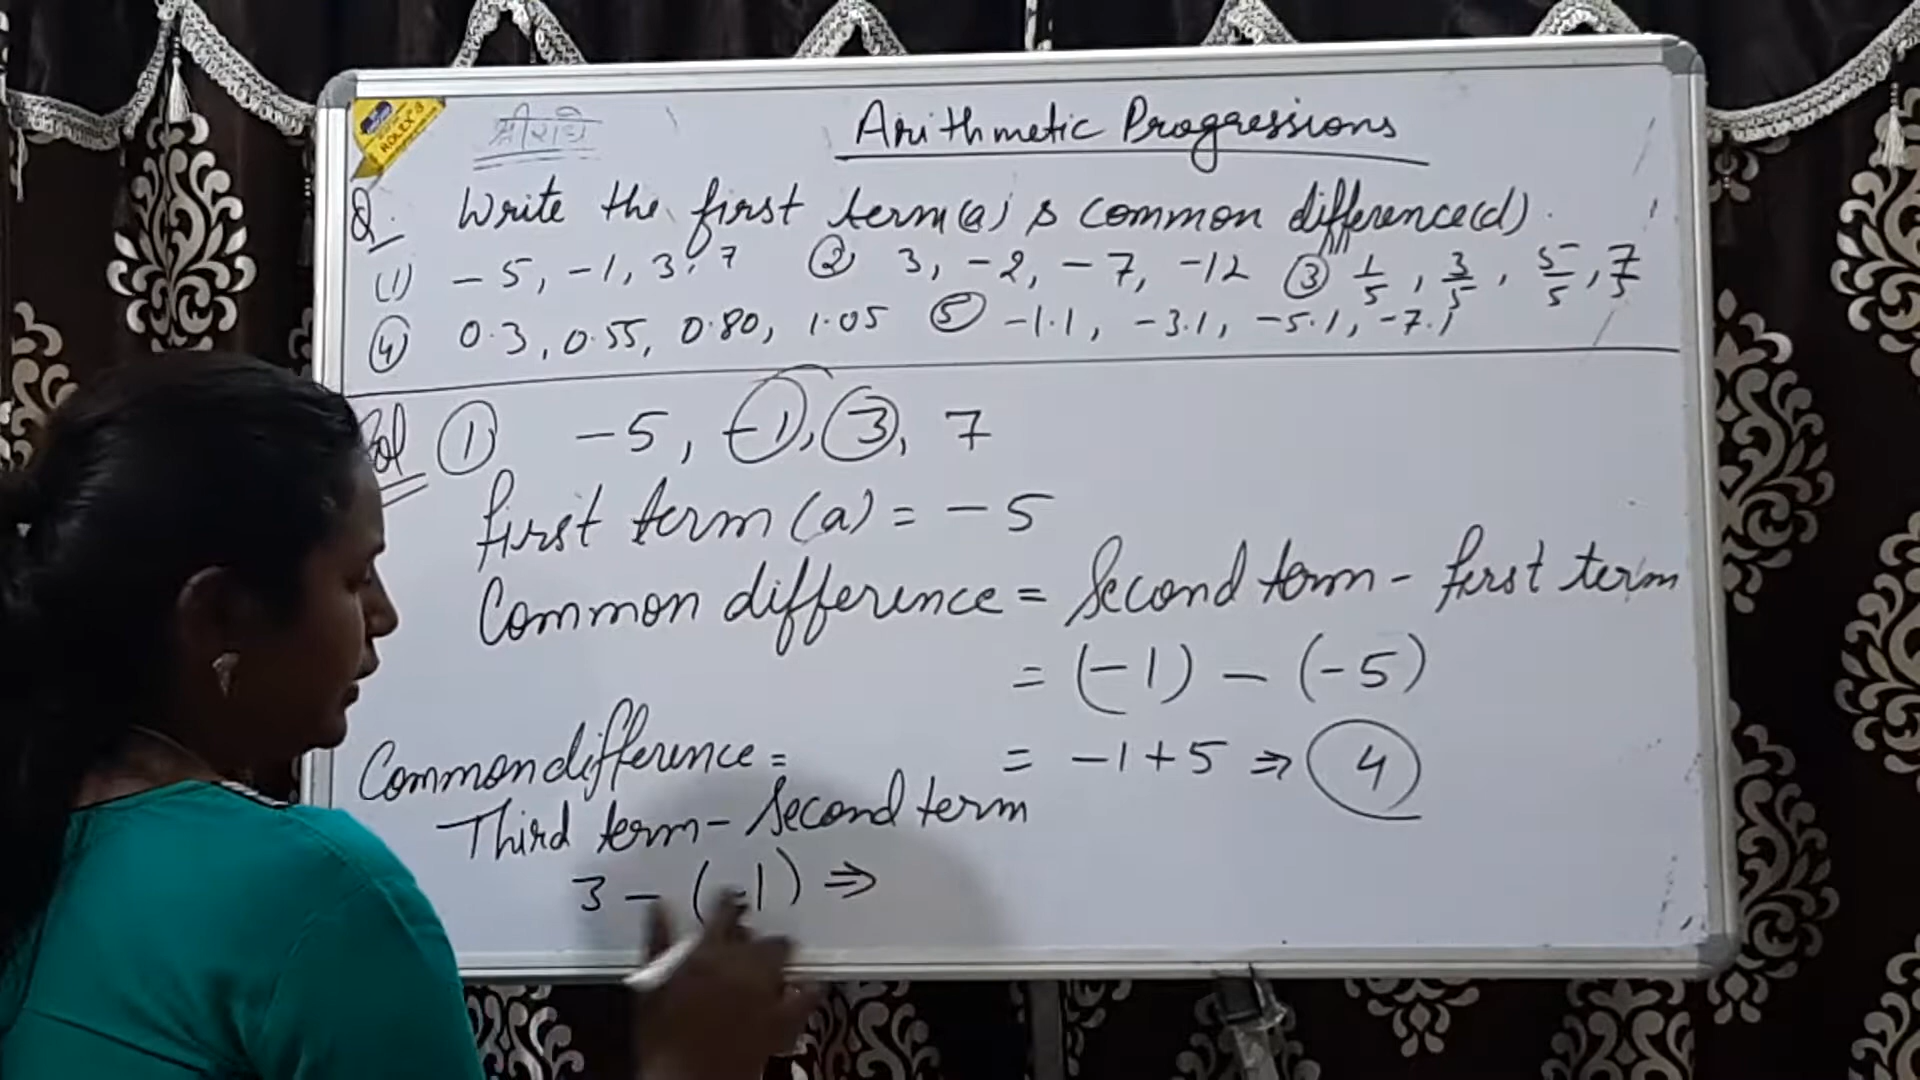 श्रीराधे
Arithmetic Progressions
Q. Write the first term(a) & common difference(d).
(1) -5, -1, 3, 7 ② 3, -2, -7, -12 ③ 1/5, 3/5, 5/5, 7/5
④ 0.3, 0.55, 0.80, 1.05 ⑤ -1.1, -3.1, -5.1, -7.1
Sol ① -5, -1, 3, 7
first term (a) = -5
Common difference = Second term - first term
= (-1) - (-5)
= -1+5 ⇒ 4
Common difference =
Third term - Second term
3 - (-1) ⇒